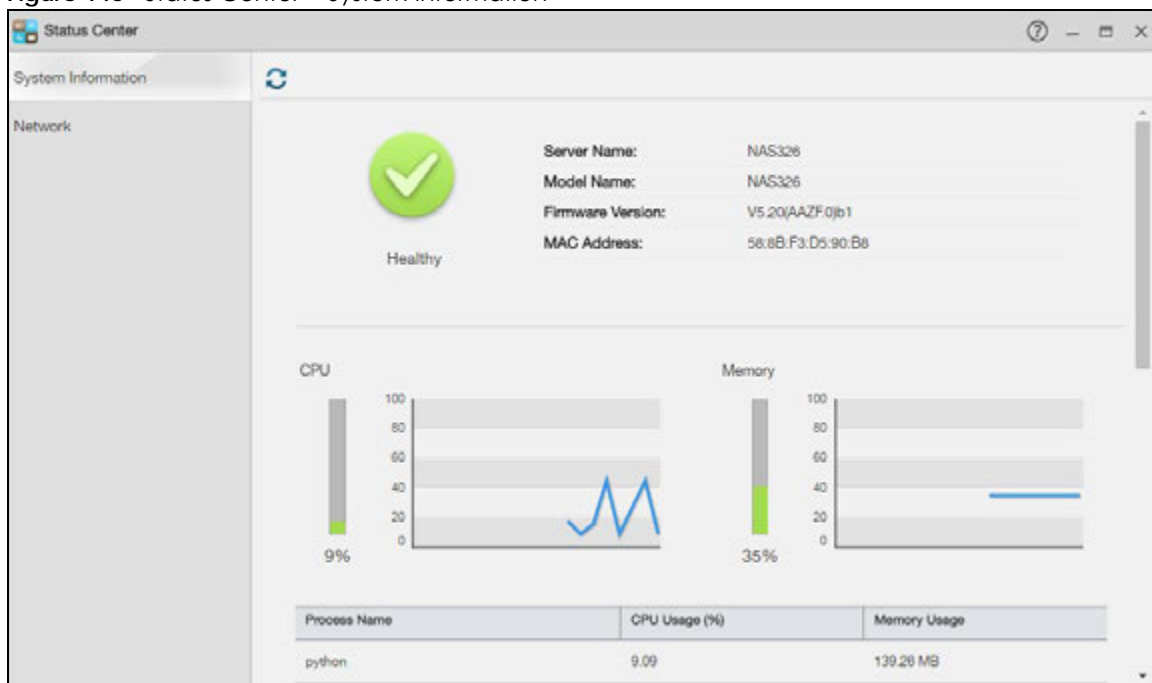 Status Center
System Information
Network
Server Name: NAS326
Model Name: NAS326
Firmware Version: V5.20(AAZF.0)b1
MAC Address: 58:8B:F3:D5:90:B8
Healthy
CPU
100
80
60
40
20
0
9%
Memory
100
80
60
40
20
0
35%
Process Name CPU Usage (%) Memory Usage
python 9.09 139.26 MB